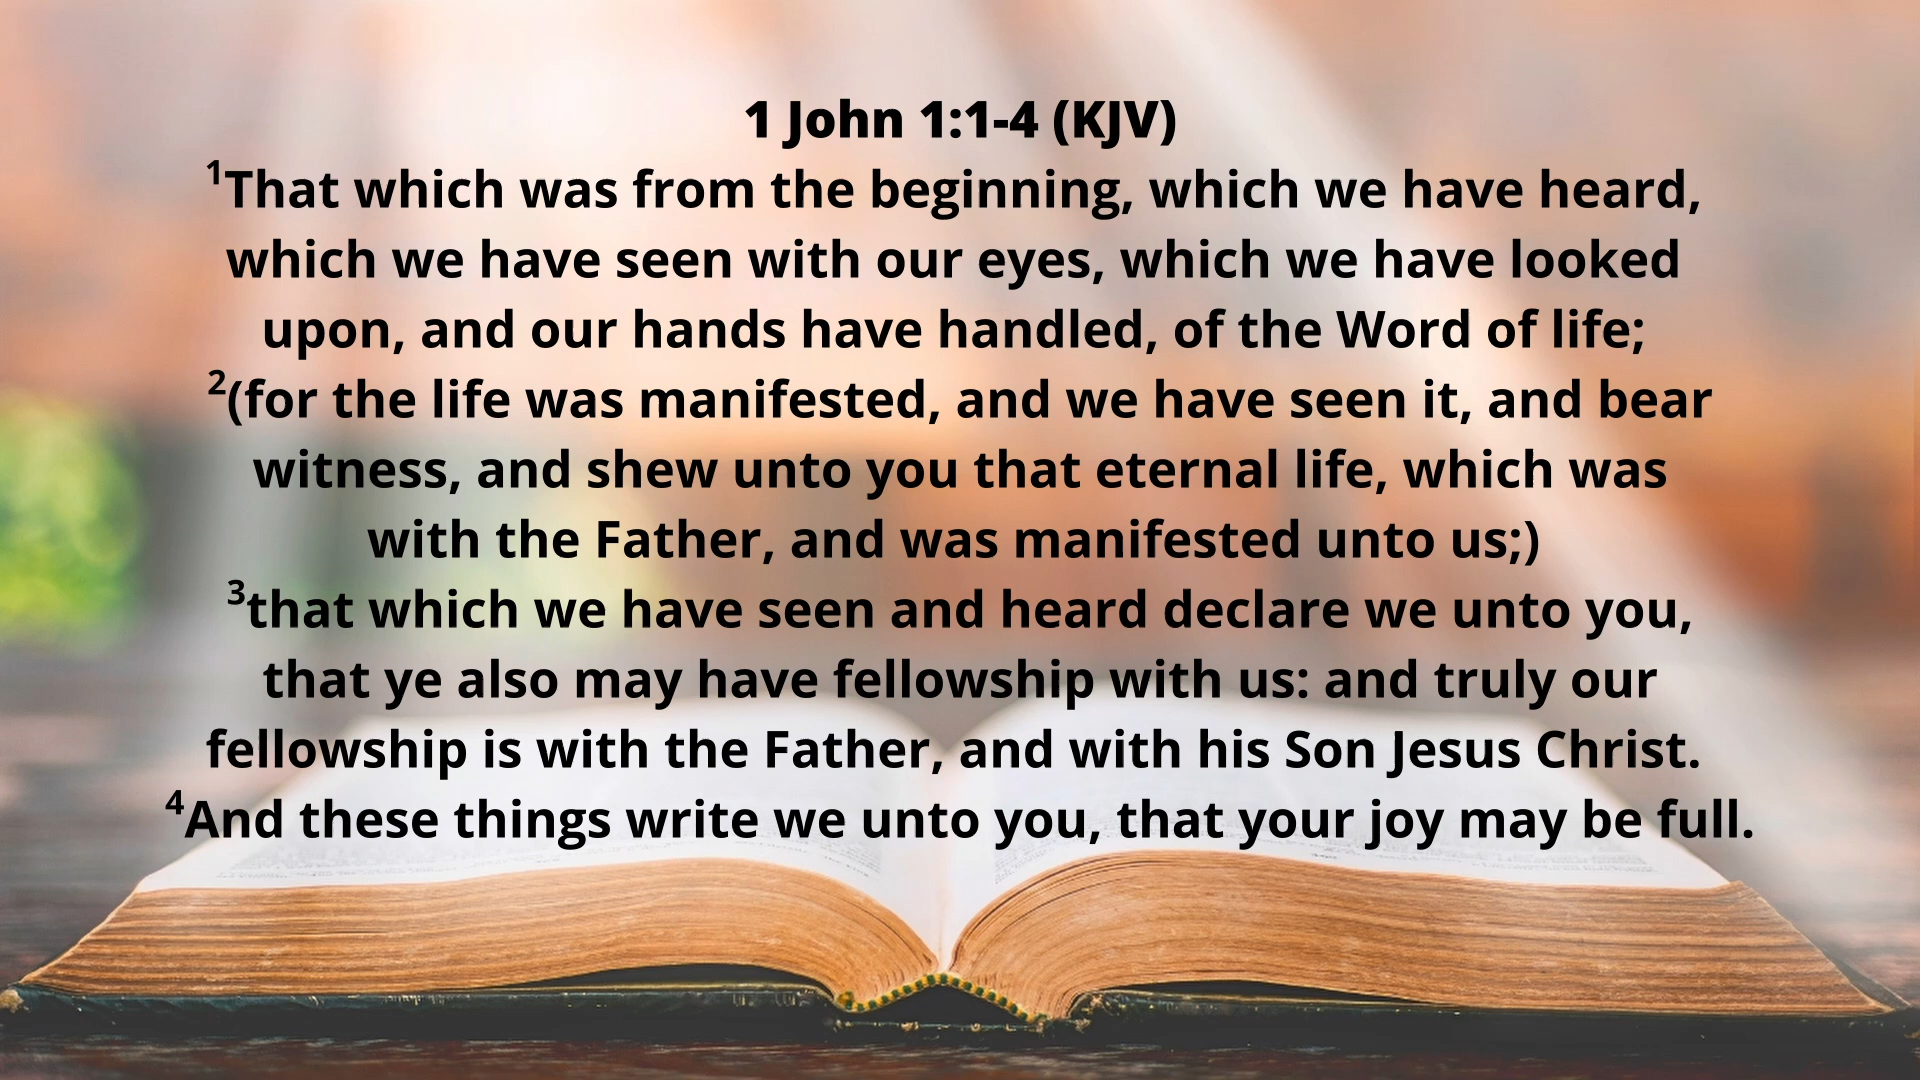 1 John 1:1-4 (KJV)
¹That which was from the beginning, which we have heard,
which we have seen with our eyes, which we have looked
upon, and our hands have handled, of the Word of life;
²(for the life was manifested, and we have seen it, and bear
witness, and shew unto you that eternal life, which was
with the Father, and was manifested unto us;)
³that which we have seen and heard declare we unto you,
that ye also may have fellowship with us: and truly our
fellowship is with the Father, and with his Son Jesus Christ.
⁴And these things write we unto you, that your joy may be full.